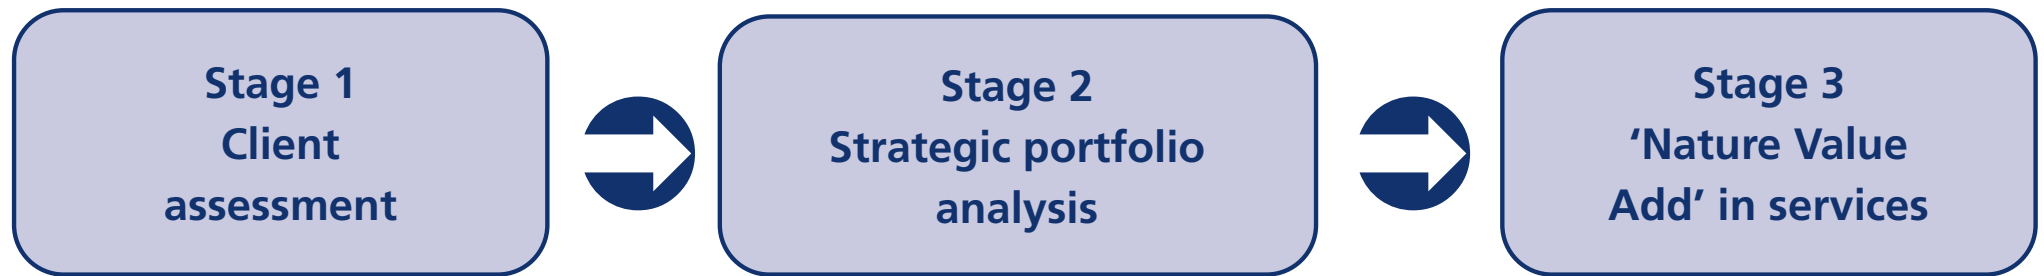 Stage 1
Client
assessment
Stage 2
Strategic portfolio
analysis
Stage 3
‘Nature Value
Add’ in services